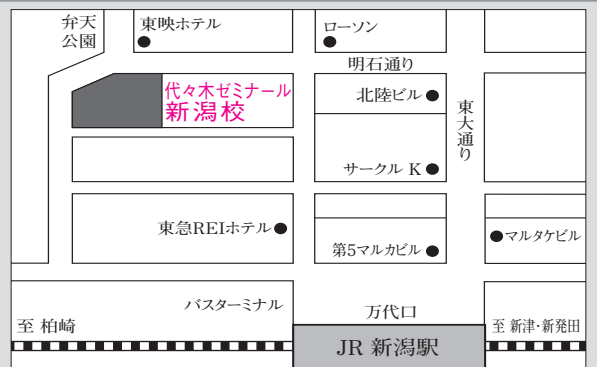 弁天
公園
東映ホテル
ローソン
明石通り
代々木ゼミナール
新潟校
北陸ビル
東大通り
サークル K
東急REIホテル
第5マルカビル
マルタケビル
バスターミナル
万代口
至 柏崎
至 新津・新発田
JR 新潟駅